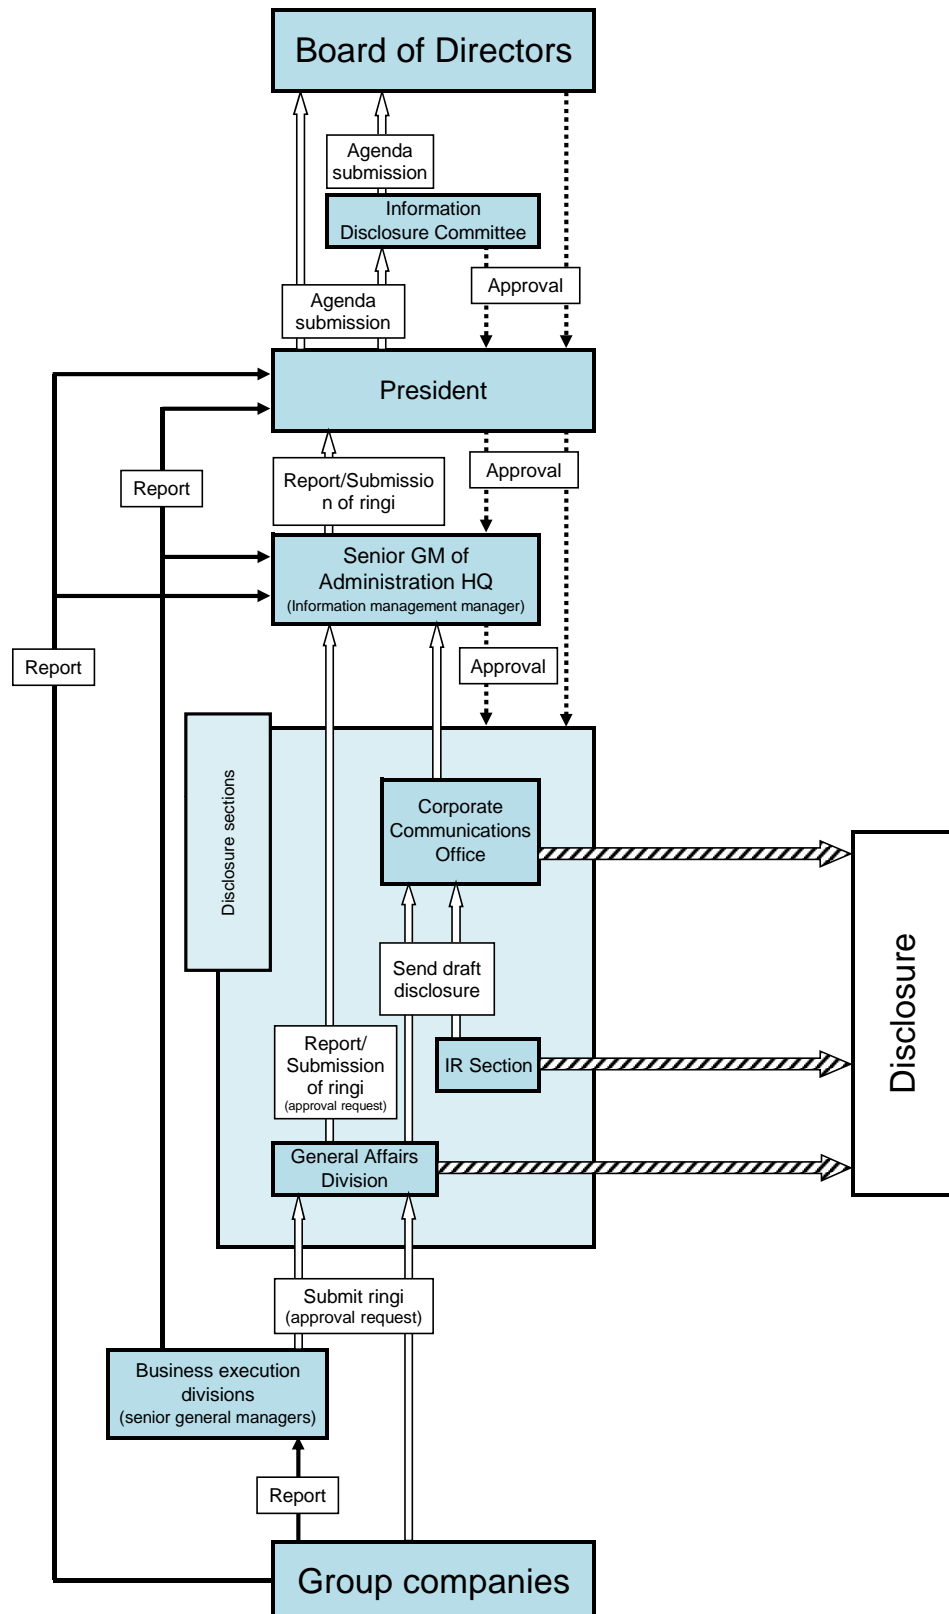 Board of Directors
Agenda
submission
Information
Disclosure Committee
Approval
Agenda
submission
President
Report/Submissio
n of ringi
Approval
Report
Senior GM of
Administration HQ
(Information management manager)
Report
Approval
Disclosure sections
Corporate
Communications
Office
Disclosure
Send draft
disclosure
Report/
Submission
of ringi
(approval request)
IR Section
General Affairs
Division
Submit ringi
(approval request)
Business execution
divisions
(senior general managers)
Report
Group companies